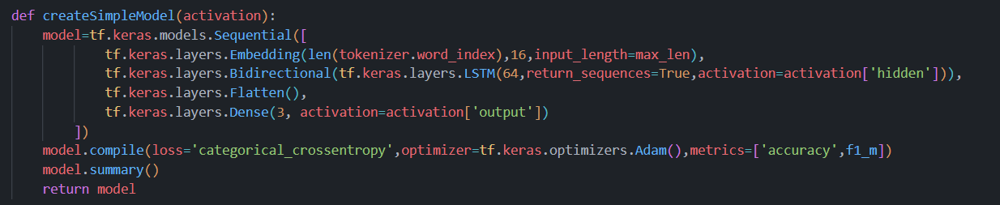 def createSimpleModel(activation):
    model=tf.keras.models.Sequential([
            tf.keras.layers.Embedding(len(tokenizer.word_index),16,input_length=max_len),
            tf.keras.layers.Bidirectional(tf.keras.layers.LSTM(64,return_sequences=True,activation=activation['hidden'])),
            tf.keras.layers.Flatten(),
            tf.keras.layers.Dense(3, activation=activation['output'])
        ])
    model.compile(loss='categorical_crossentropy',optimizer=tf.keras.optimizers.Adam(),metrics=['accuracy',f1_m])
    model.summary()
    return model